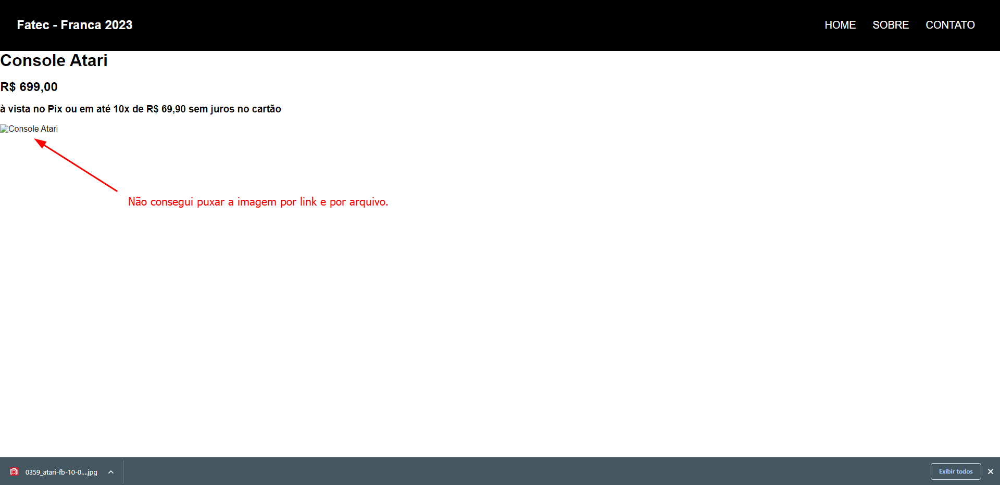 Fatec - Franca 2023
HOME SOBRE CONTATO
Console Atari
R$ 699,00
à vista no Pix ou em até 10x de R$ 69,90 sem juros no cartão
Console Atari
Não consegui puxar a imagem por link e por arquivo.
0359_atari-fb-10-0....jpg
Exibir todos